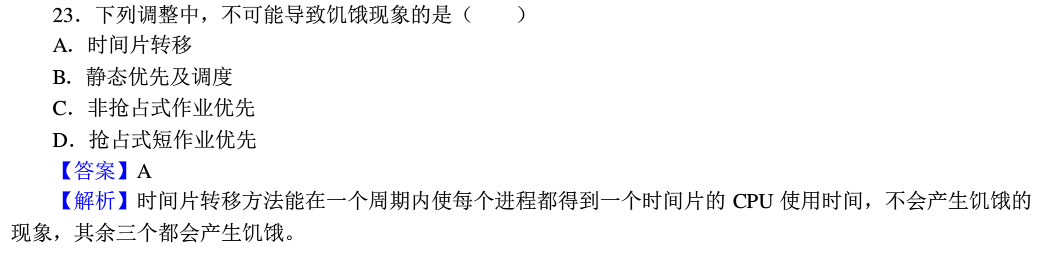 23．下列调整中，不可能导致饥饿现象的是（　　）
A．时间片转移
B．静态优先及调度
C．非抢占式作业优先
D．抢占式短作业优先
【答案】A
【解析】时间片转移方法能在一个周期内使每个进程都得到一个时间片的 CPU 使用时间，不会产生饥饿的
现象，其余三个都会产生饥饿。